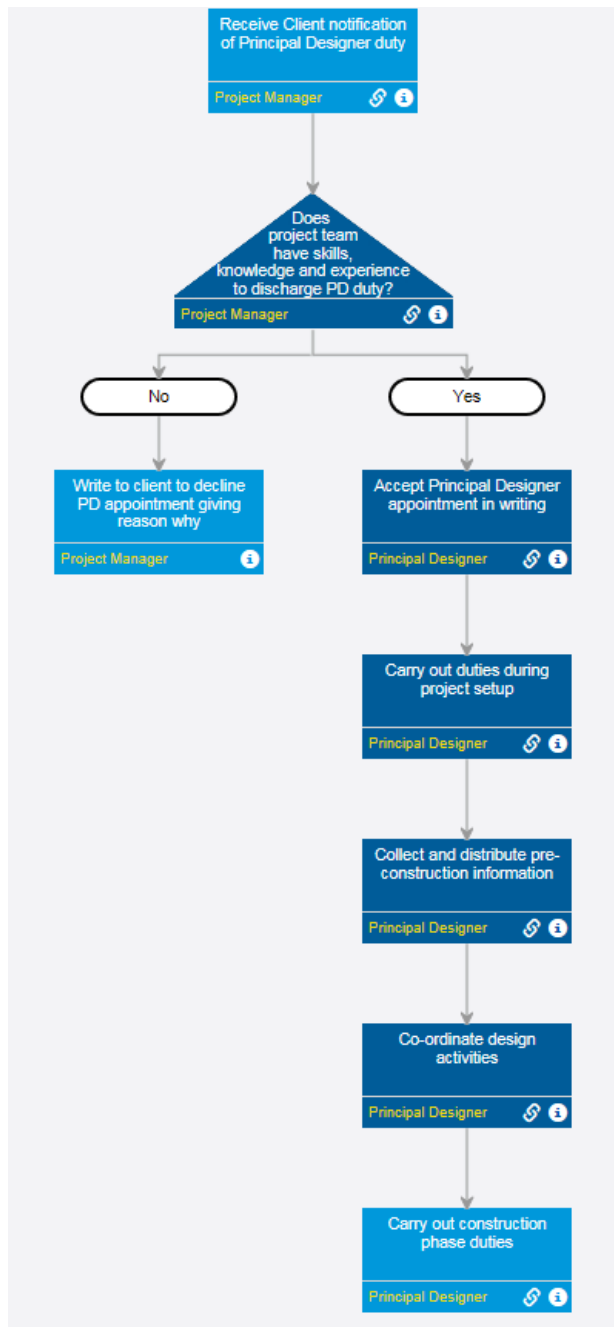 Receive Client notification
of Principal Designer duty
Project Manager
Does
project team
have skills,
knowledge and experience
to discharge PD duty?
Project Manager
No
Yes
Write to client to decline
PD appointment giving
reason why
Project Manager
Accept Principal Designer
appointment in writing
Principal Designer
Carry out duties during
project setup
Principal Designer
Collect and distribute pre-
construction information
Principal Designer
Co-ordinate design
activities
Principal Designer
Carry out construction
phase duties
Principal Designer